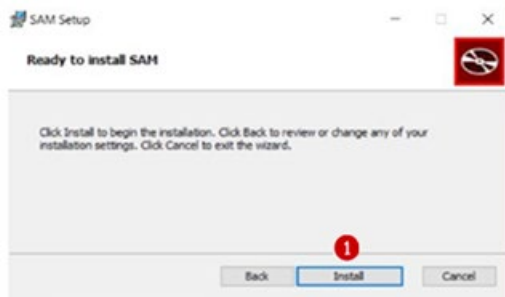 SAM Setup
Ready to install SAM
Click Install to begin the installation. Click Back to review or change any of your
installation settings. Click Cancel to exit the wizard.
1
Back Install Cancel